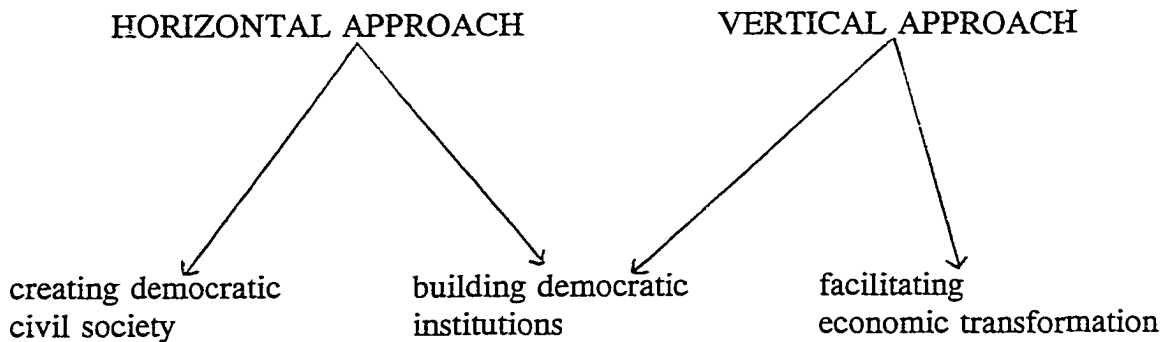 HORIZONTAL APPROACH
VERTICAL APPROACH
creating democratic
civil society
building democratic
institutions
facilitating
economic transformation